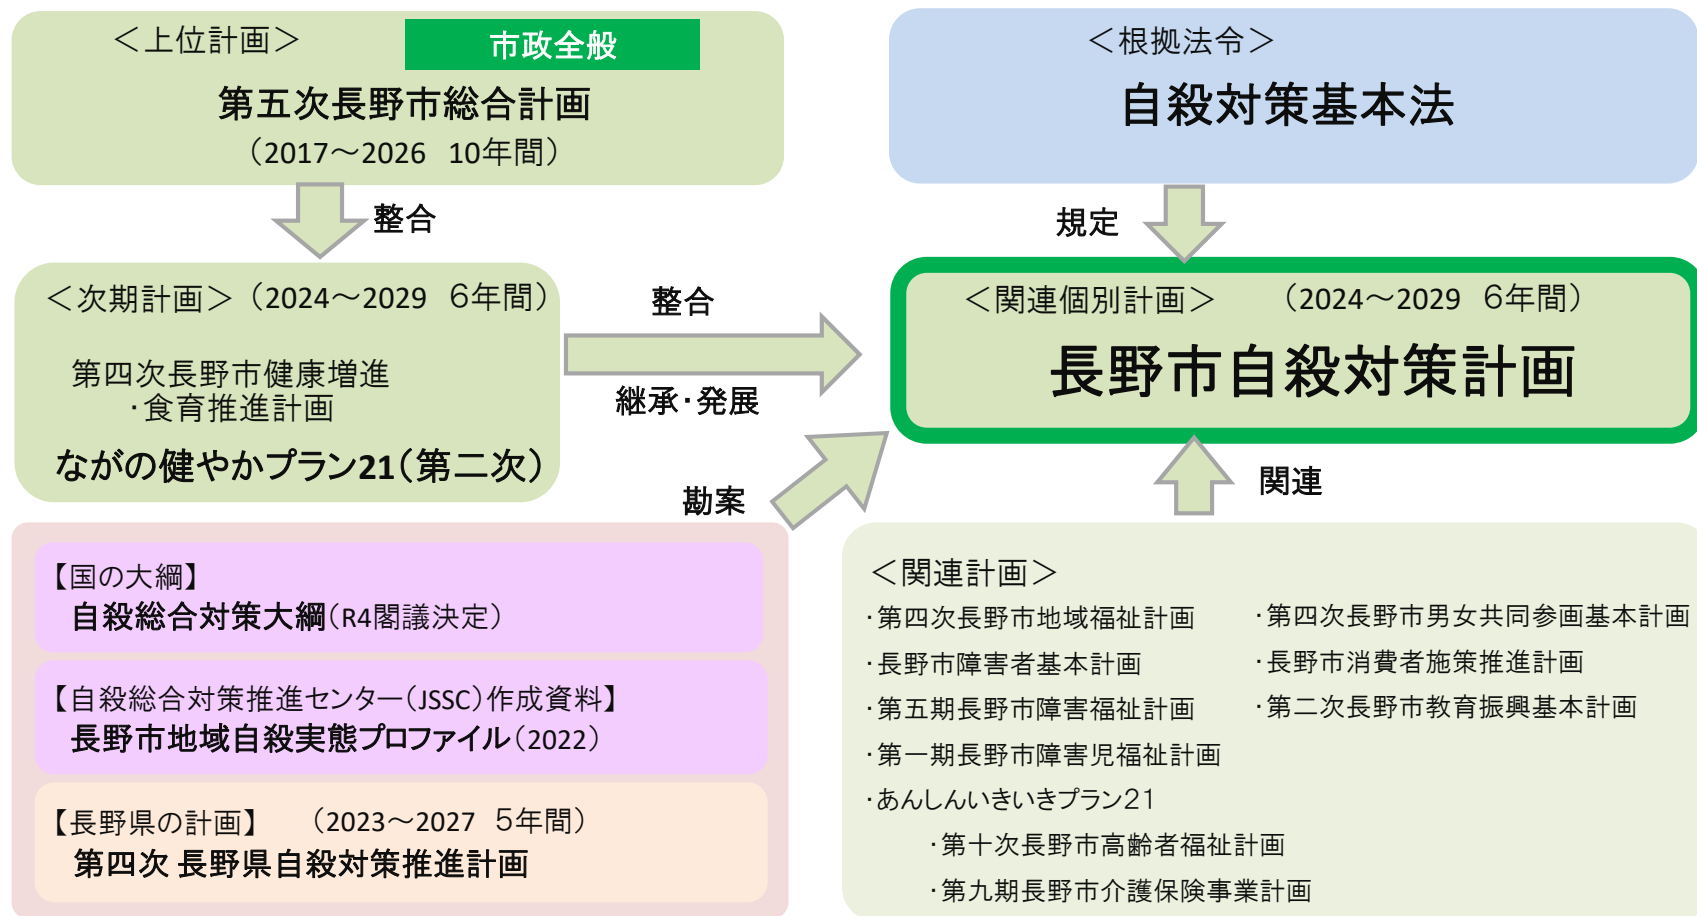 ＜上位計画＞
市政全般
第五次長野市総合計画
（2017～2026 10年間）
＜根拠法令＞
自殺対策基本法
整合
規定
＜次期計画＞（2024～2029 6年間）
第四次長野市健康増進
・食育推進計画
ながの健やかプラン21（第二次）
整合
継承・発展
＜関連個別計画＞ （2024～2029 6年間）
長野市自殺対策計画
勘案
関連
【国の大綱】
自殺総合対策大綱（R4閣議決定）
【自殺総合対策推進センター（JSSC）作成資料】
長野市地域自殺実態プロファイル（2022）
【長野県の計画】 （2023～2027 5年間）
第四次 長野県自殺対策推進計画
＜関連計画＞
・第四次長野市地域福祉計画
・長野市障害者基本計画
・第五期長野市障害福祉計画
・第一期長野市障害児福祉計画
・あんしんいきいきプラン21
・第十次長野市高齢者福祉計画
・第九期長野市介護保険事業計画
・第四次長野市男女共同参画基本計画
・長野市消費者施策推進計画
・第二次長野市教育振興基本計画